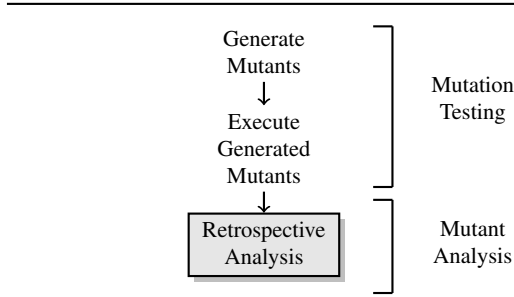 Generate
Mutants
Execute
Generated
Mutants
Retrospective
Analysis
Mutation
Testing
Mutant
Analysis